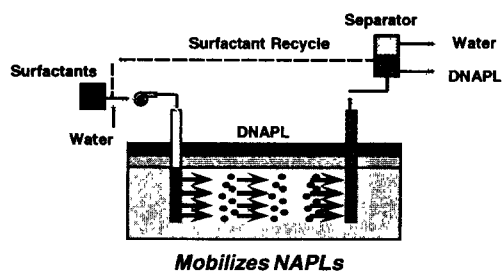 Separator
Surfactant Recycle
Water
Surfactants
DNAPL
Water
DNAPL
Mobilizes NAPLs